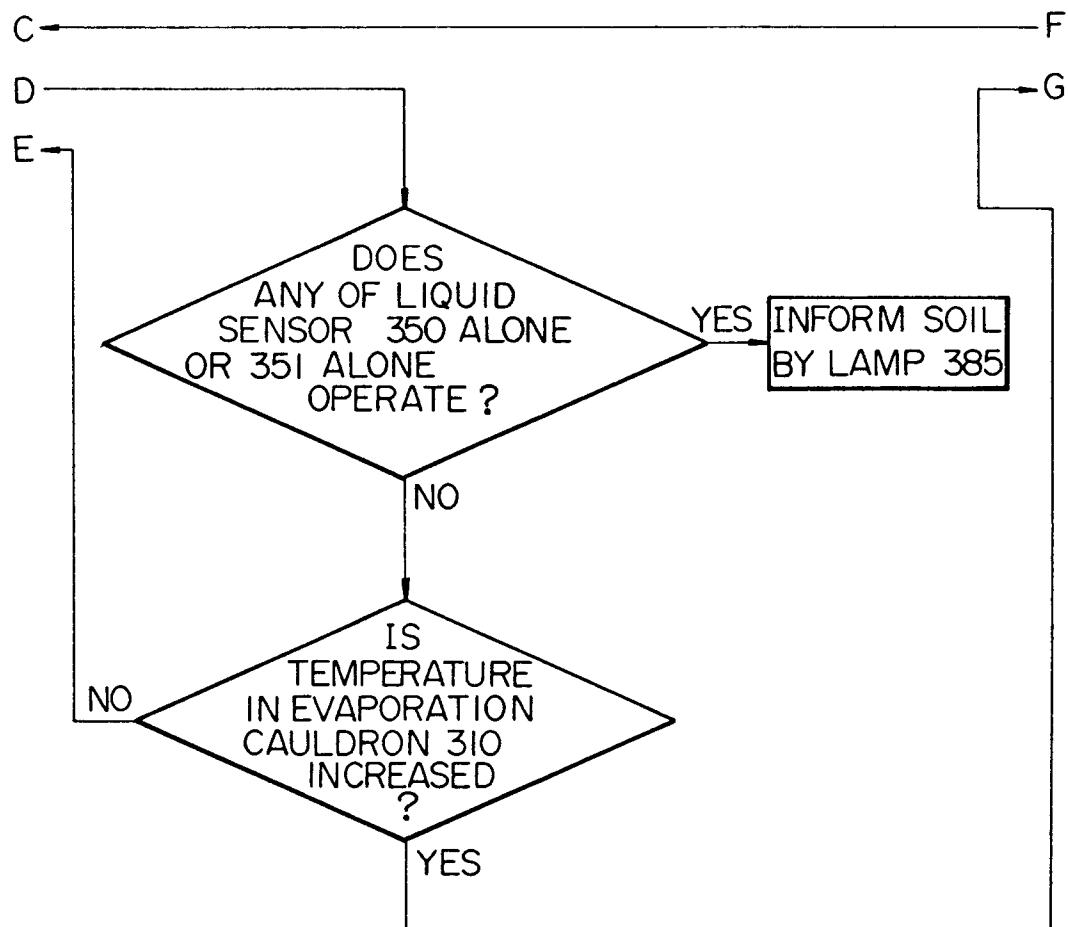 C
F
D
G
E
DOES
ANY OF LIQUID
SENSOR 350 ALONE
OR 351 ALONE
OPERATE ?
YES
INFORM SOIL
BY LAMP 385
NO
IS
TEMPERATURE
IN EVAPORATION
CAULDRON 310
INCREASED
?
NO
YES